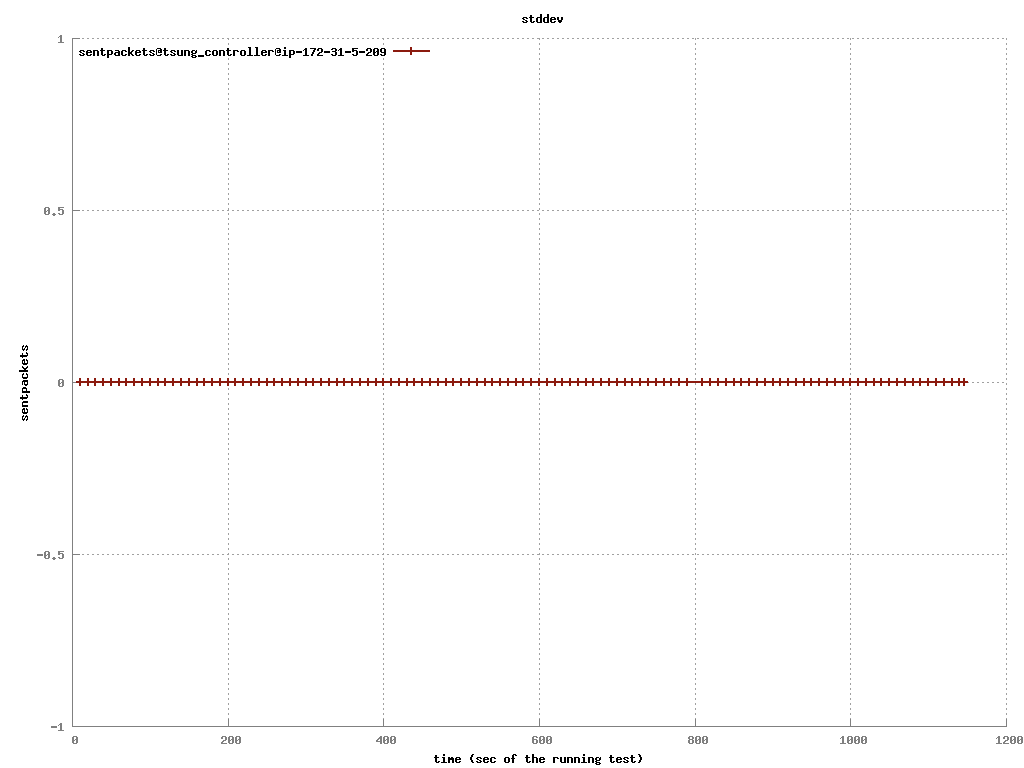 stddev
sentpackets@tsung_controller@ip-172-31-5-209
1
0.5
0
-0.5
-1
sentpackets
0 200 400 600 800 1000 1200
time (sec of the running test)